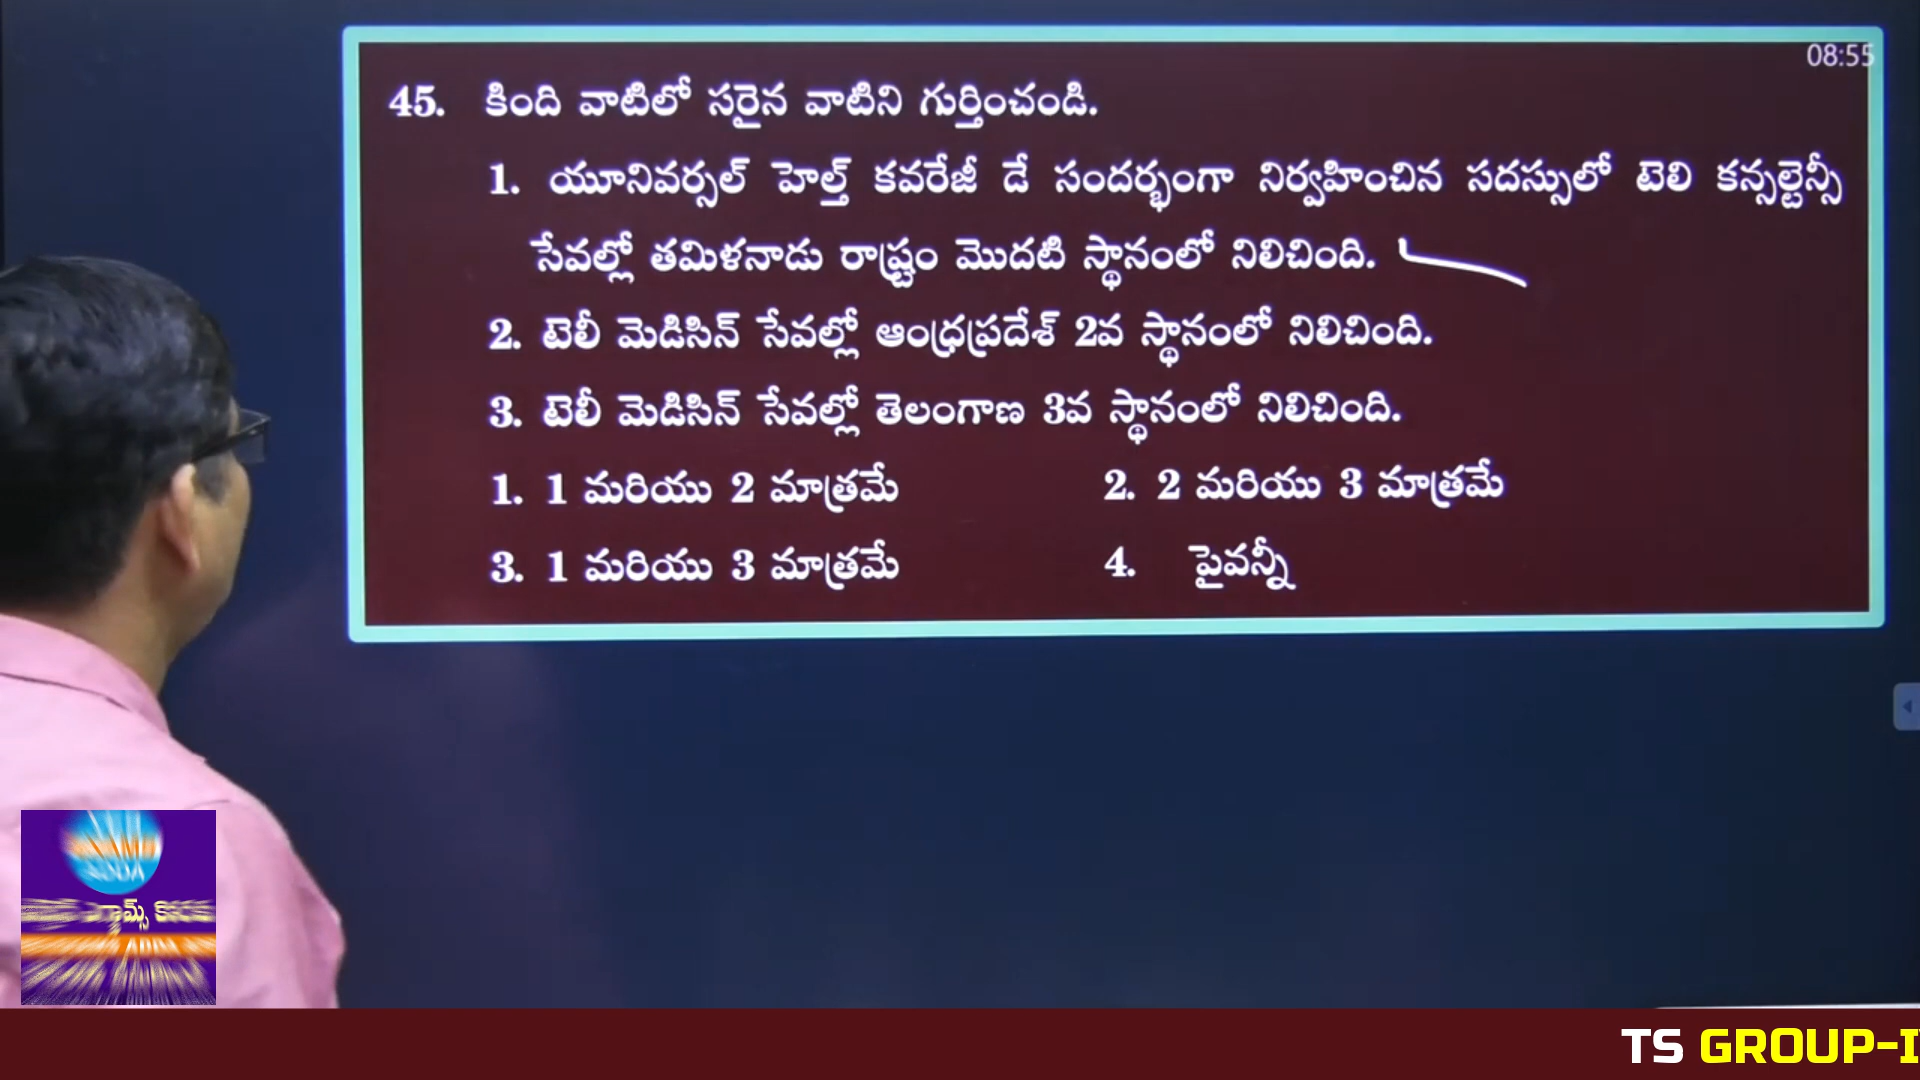 08:55
45. కింది వాటిలో సరైన వాటిని గుర్తించండి.
1. యూనివర్సల్ హెల్త్ కవరేజీ డే సందర్భంగా నిర్వహించిన సదస్సులో టెలి కన్సల్టెన్సీ
సేవల్లో తమిళనాడు రాష్ట్రం మొదటి స్థానంలో నిలిచింది.
2. టెలీ మెడిసిన్ సేవల్లో ఆంధ్రప్రదేశ్ 2వ స్థానంలో నిలిచింది.
3. టెలీ మెడిసిన్ సేవల్లో తెలంగాణ 3వ స్థానంలో నిలిచింది.
1. 1 మరియు 2 మాత్రమే 2. 2 మరియు 3 మాత్రమే
3. 1 మరియు 3 మాత్రమే 4. పైవన్నీ
TS GROUP-I